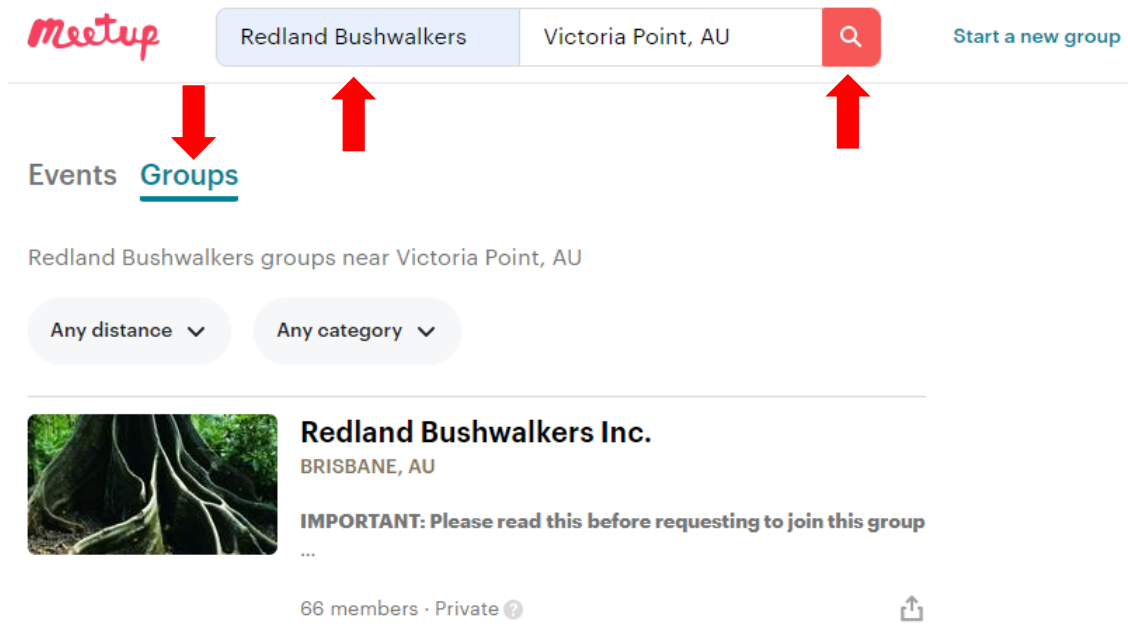 Meetup Redland Bushwalkers Victoria Point, AU Start a new group
Events Groups
Redland Bushwalkers groups near Victoria Point, AU
Any distance Any category
Redland Bushwalkers Inc.
BRISBANE, AU
IMPORTANT: Please read this before requesting to join this group
...
66 members · Private ?